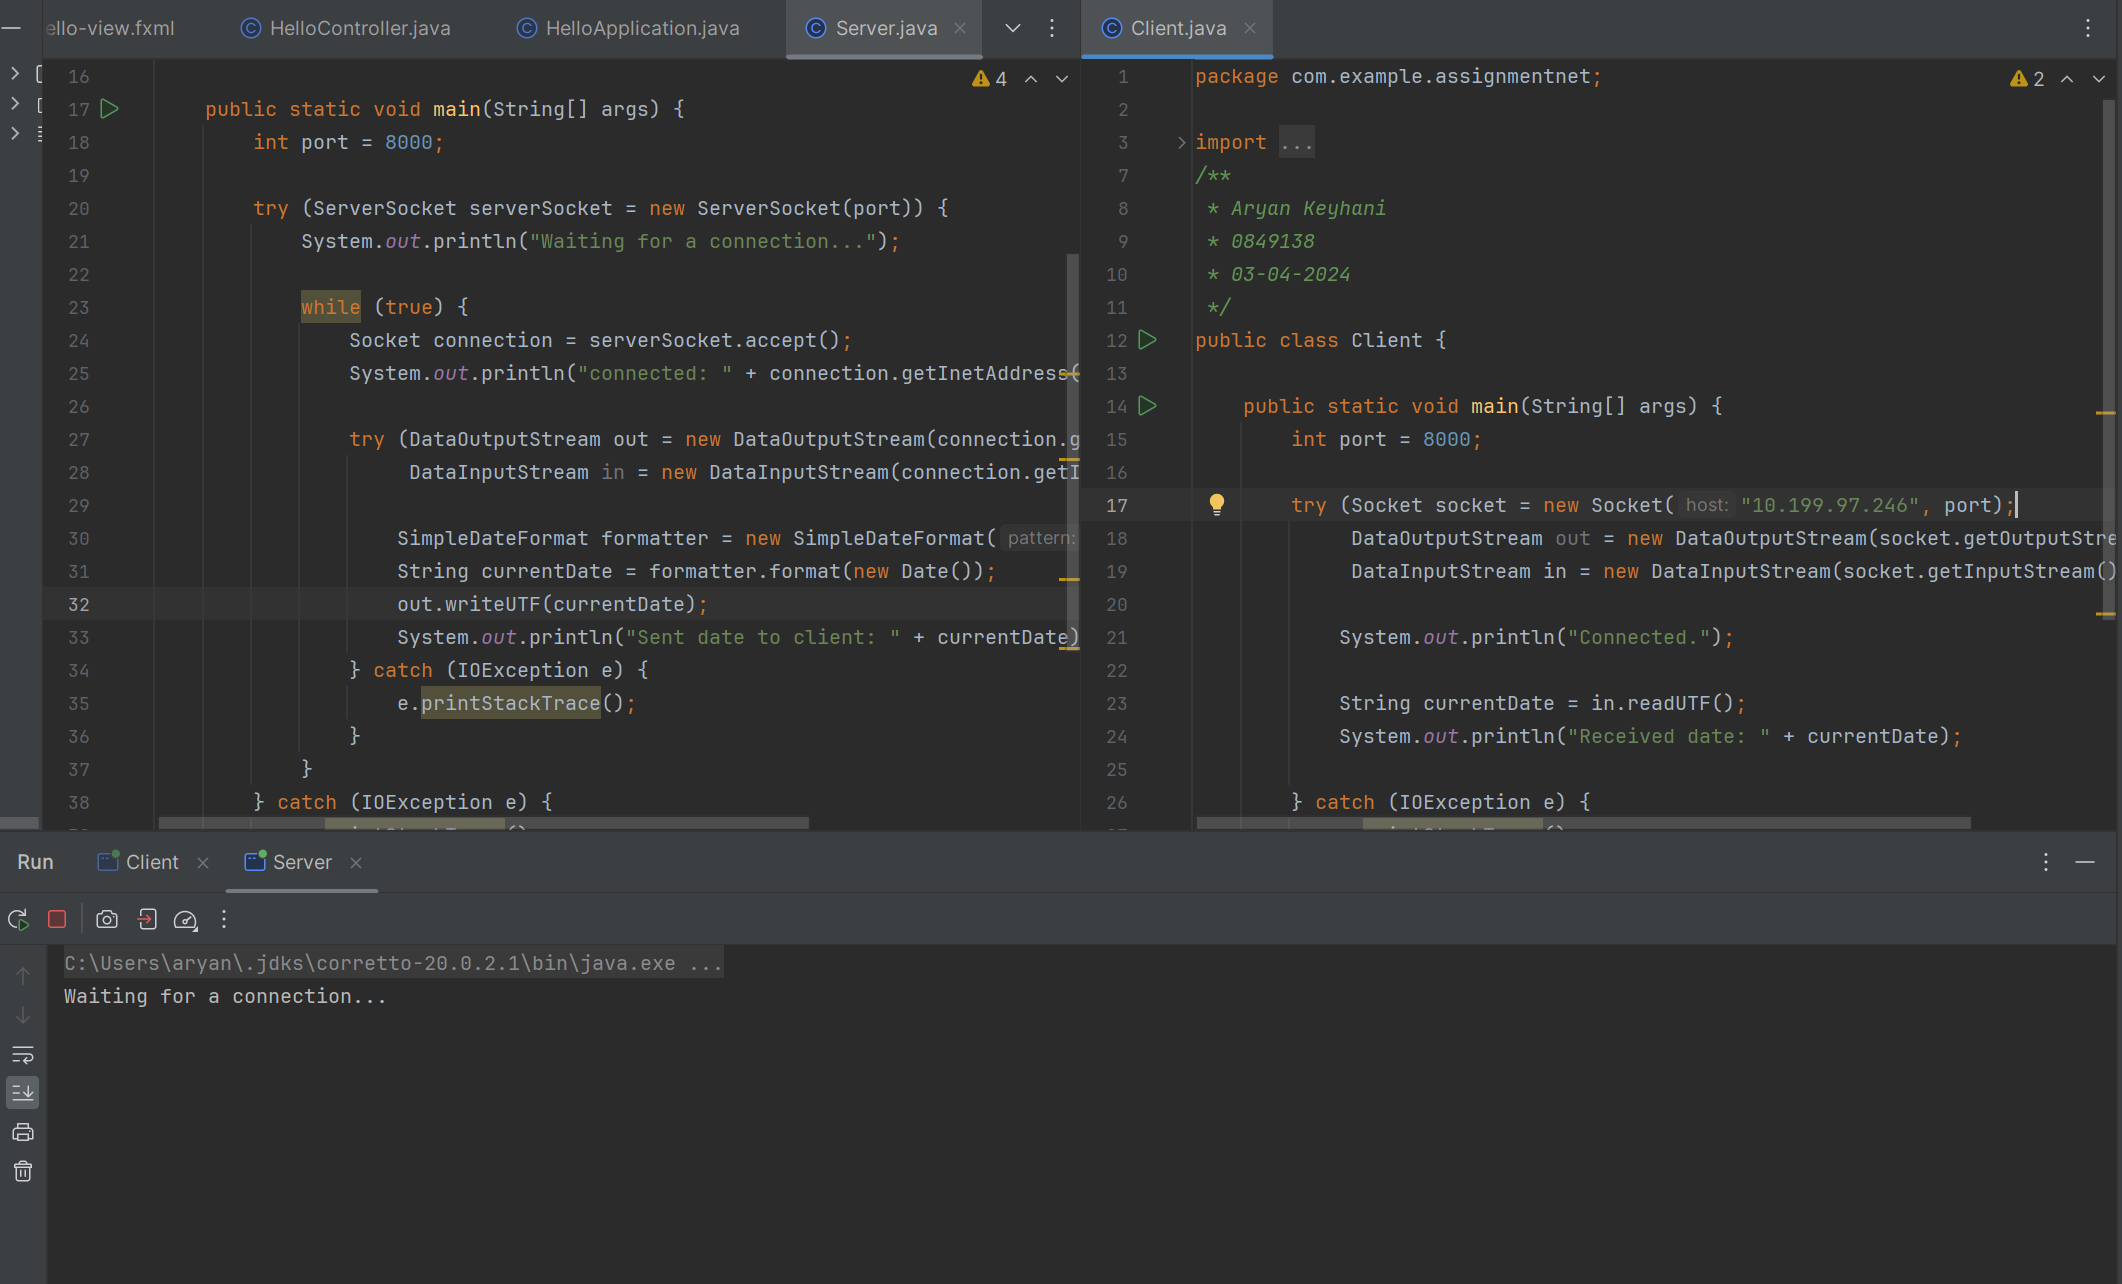 ello-view.fxml HelloController.java HelloApplication.java Server.java Client.java
4
16
17 public static void main(String[] args) {
18 int port = 8000;
19
20 try (ServerSocket serverSocket = new ServerSocket(port)) {
21 System.out.println("Waiting for a connection...");
22
23 while (true) {
24 Socket connection = serverSocket.accept();
25 System.out.println("connected: " + connection.getInetAddress(
26
27 try (DataOutputStream out = new DataOutputStream(connection.g
28 DataInputStream in = new DataInputStream(connection.getI
29
30 SimpleDateFormat formatter = new SimpleDateFormat( pattern:
31 String currentDate = formatter.format(new Date());
32 out.writeUTF(currentDate);
33 System.out.println("Sent date to client: " + currentDate)
34 } catch (IOException e) {
35 e.printStackTrace();
36 }
37 }
38 } catch (IOException e) {
2
1 package com.example.assignmentnet;
2
3 import ...
7 /**
8 * Aryan Keyhani
9 * 0849138
10 * 03-04-2024
11 */
12 public class Client {
13
14 public static void main(String[] args) {
15 int port = 8000;
16
17 try (Socket socket = new Socket( host: "10.199.97.246", port);
18 DataOutputStream out = new DataOutputStream(socket.getOutputStre
19 DataInputStream in = new DataInputStream(socket.getInputStream()
20
21 System.out.println("Connected.");
22
23 String currentDate = in.readUTF();
24 System.out.println("Received date: " + currentDate);
25
26 } catch (IOException e) {
Run Client Server
C:\Users\aryan\.jdks\corretto-20.0.2.1\bin\java.exe ...
Waiting for a connection...